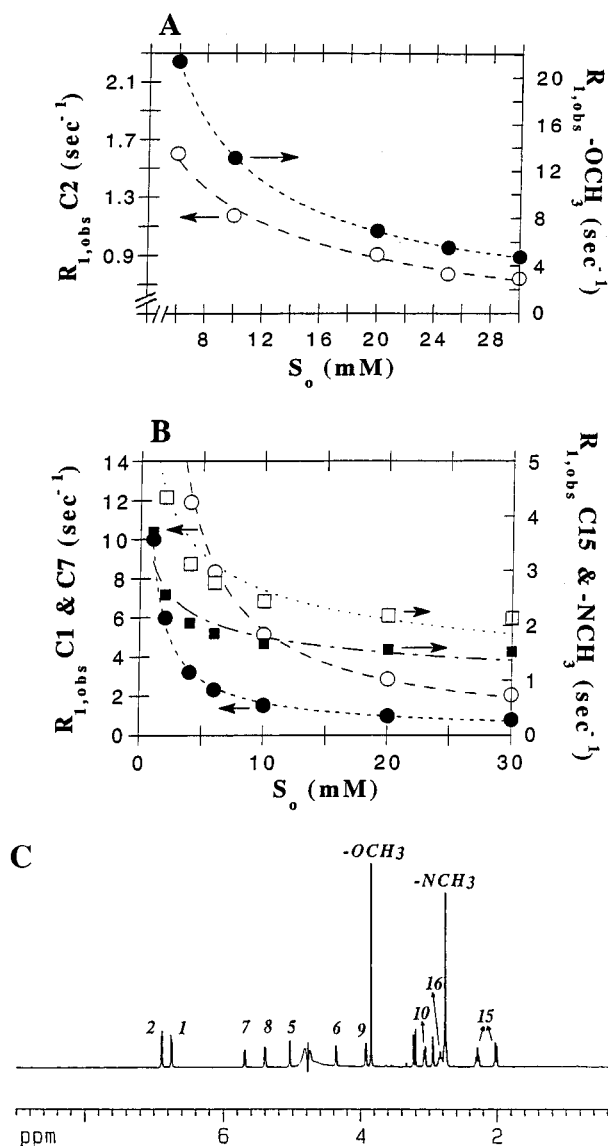 A
R₁,obs C2 (sec⁻¹)
2.1
1.7
1.3
0.9
R₁,obs -OCH₃ (sec⁻¹)
20
16
12
8
4
0
8 12 16 20 24 28
Sₒ (mM)
B
R₁,obs C1 & C7 (sec⁻¹)
14
12
10
8
6
4
2
0
R₁,obs C15 & -NCH₃ (sec⁻¹)
5
4
3
2
1
0
0 10 20 30
Sₒ (mM)
C
-OCH3
-NCH3
2 1 7 8 5 6 9 10 16 15
ppm 6 4 2